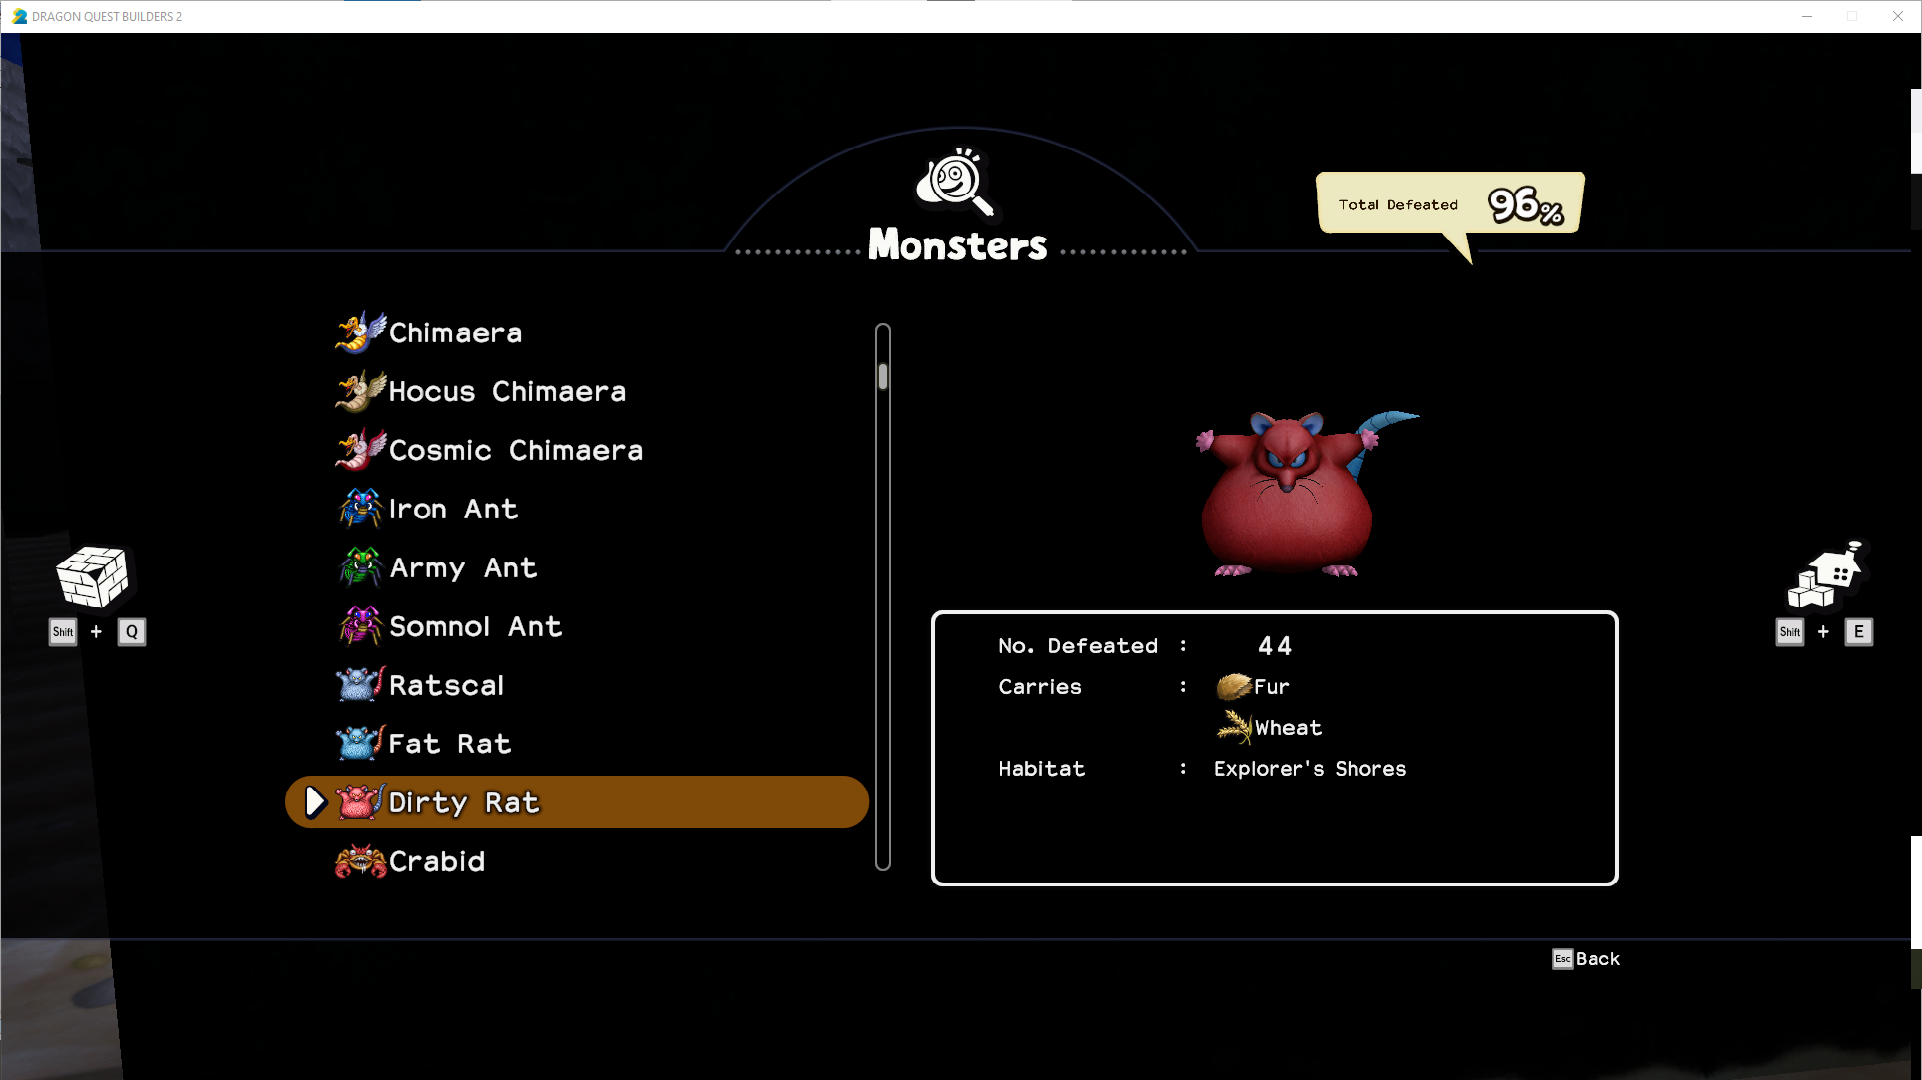 DRAGON QUEST BUILDERS 2
Monsters
Total Defeated 96%
Chimaera
Hocus Chimaera
Cosmic Chimaera
Iron Ant
Army Ant
Somnol Ant
Ratscal
Fat Rat
Dirty Rat
Crabid
Shift + Q
Shift + E
No. Defeated : 44
Carries : Fur
Wheat
Habitat : Explorer's Shores
Esc Back